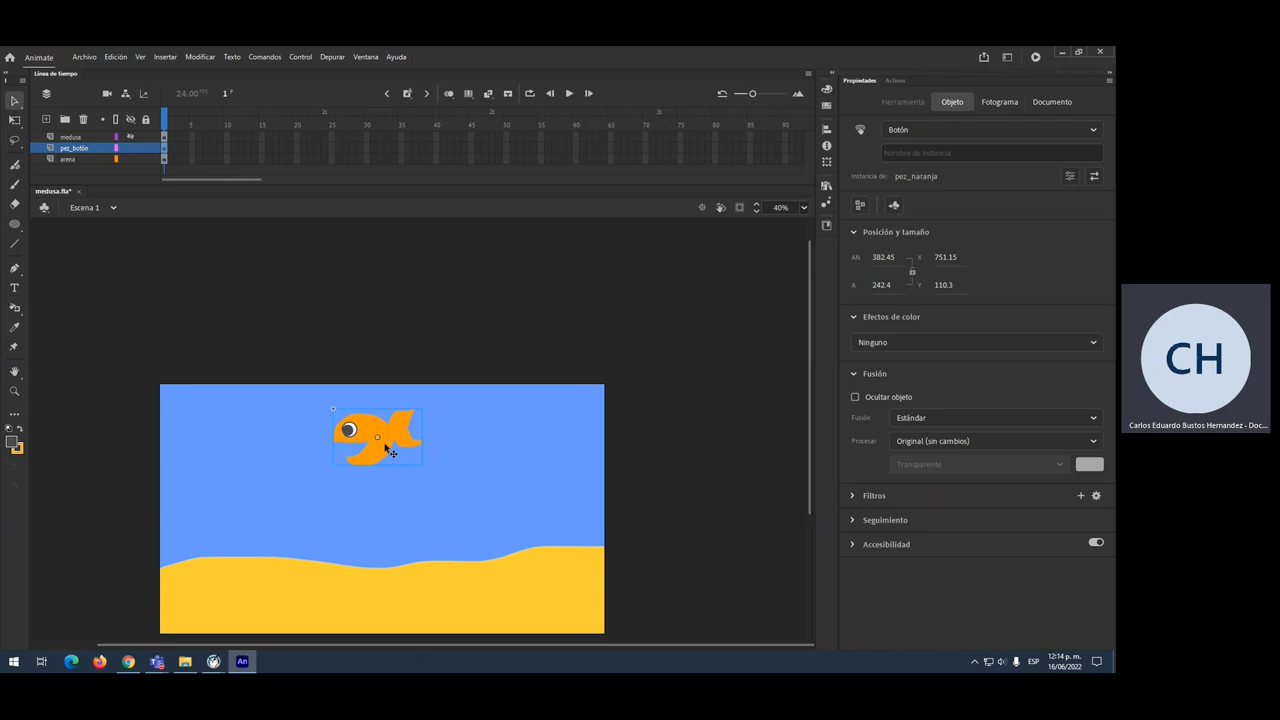 Animate
Archivo
Edición
Ver
Insertar
Modificar
Texto
Comandos
Control
Depurar
Ventana
Ayuda
Línea de tiempo
24.00 FPS
1 F
1s
2s
3s
5
10
15
20
25
30
35
40
45
50
55
60
65
70
75
80
85
90
medusa
pez_botón
arena
medusa.fla*
Escena 1
40%
Propiedades
Activos
Herramienta
Objeto
Fotograma
Documento
Botón
Nombre de instancia
Instancia de: pez_naranja
Posición y tamaño
AN 382.45 X 751.15
A 242.4 Y 110.3
Efectos de color
Ninguno
Fusión
Ocultar objeto
Fusión: Estándar
Procesar: Original (sin cambios)
Transparente
Filtros
Seguimiento
Accesibilidad
CH
Carlos Eduardo Bustos Hernandez - Doc...
An
ESP
12:14 p. m.
16/06/2022